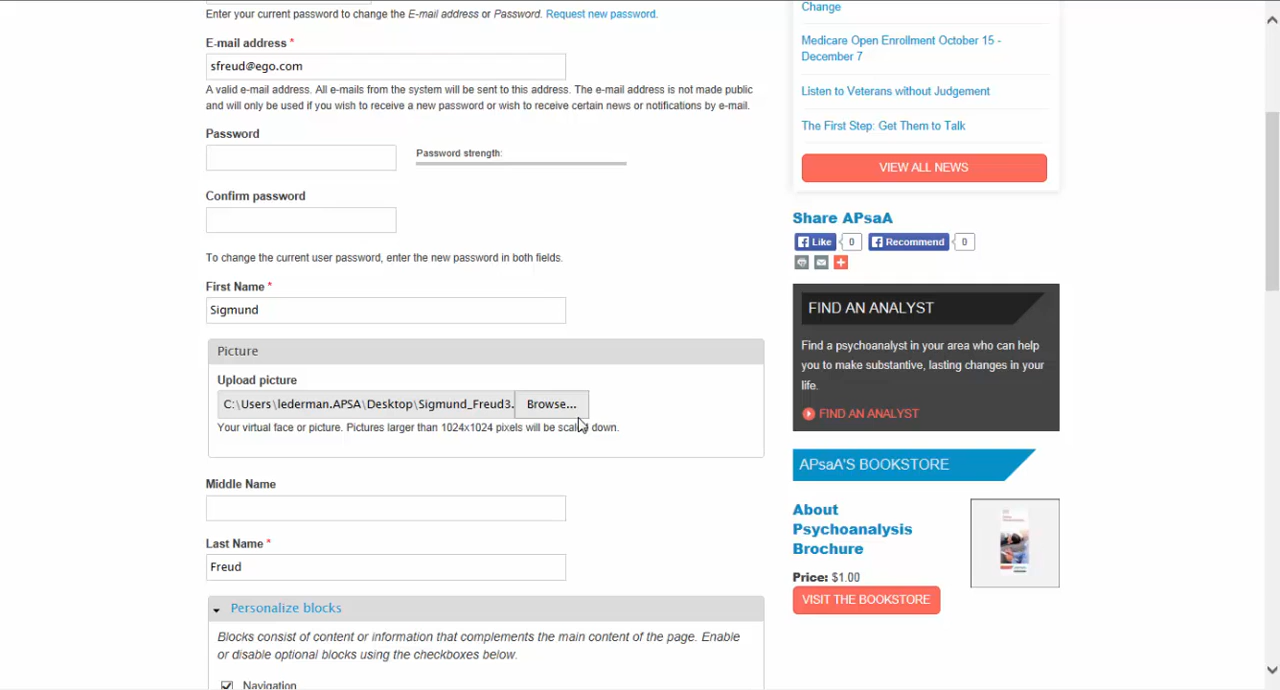 Enter your current password to change the E-mail address or Password. Request new password.
E-mail address *
sfreud@ego.com
A valid e-mail address. All e-mails from the system will be sent to this address. The e-mail address is not made public
and will only be used if you wish to receive a new password or wish to receive certain news or notifications by e-mail.
Password
Password strength:
Confirm password
To change the current user password, enter the new password in both fields.
First Name *
Sigmund
Picture
Upload picture
C:\Users\lederman.APSA\Desktop\Sigmund_Freud3. Browse...
Your virtual face or picture. Pictures larger than 1024x1024 pixels will be scaled down.
Middle Name
Last Name *
Freud
Personalize blocks
Blocks consist of content or information that complements the main content of the page. Enable
or disable optional blocks using the checkboxes below.
Navigation
Change
Medicare Open Enrollment October 15 -
December 7
Listen to Veterans without Judgement
The First Step: Get Them to Talk
VIEW ALL NEWS
Share APsaA
Like 0 Recommend 0
FIND AN ANALYST
Find a psychoanalyst in your area who can help
you to make substantive, lasting changes in your
life.
FIND AN ANALYST
APsaA'S BOOKSTORE
About
Psychoanalysis
Brochure
Price: $1.00
VISIT THE BOOKSTORE